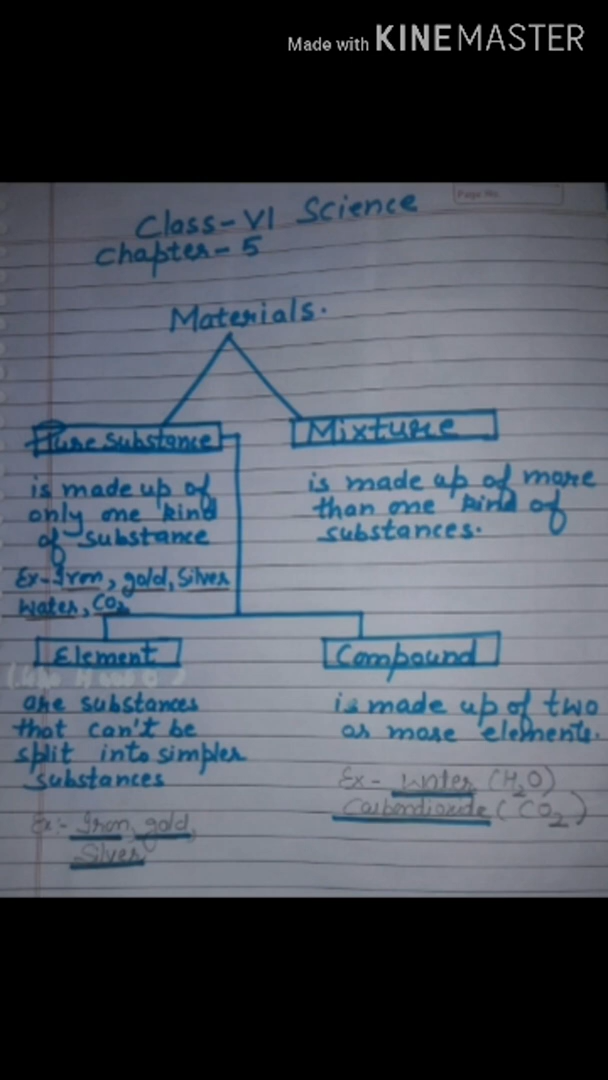 Made with KINEMASTER
Page No.
Class-VI Science
Chapter-5
Materials.
Pure Substance
Mixture
is made up of
only one kind
of substance
Ex-Iron, gold, Silver
Water, CO2
is made up of more
than one kind of
substances.
Element
are substances
that can't be
split into simpler
substances
Ex:- Iron, gold,
Silver
Compound
is made up of two
or more elements.
Ex- Water (H2O)
Carbondioxide (CO2)